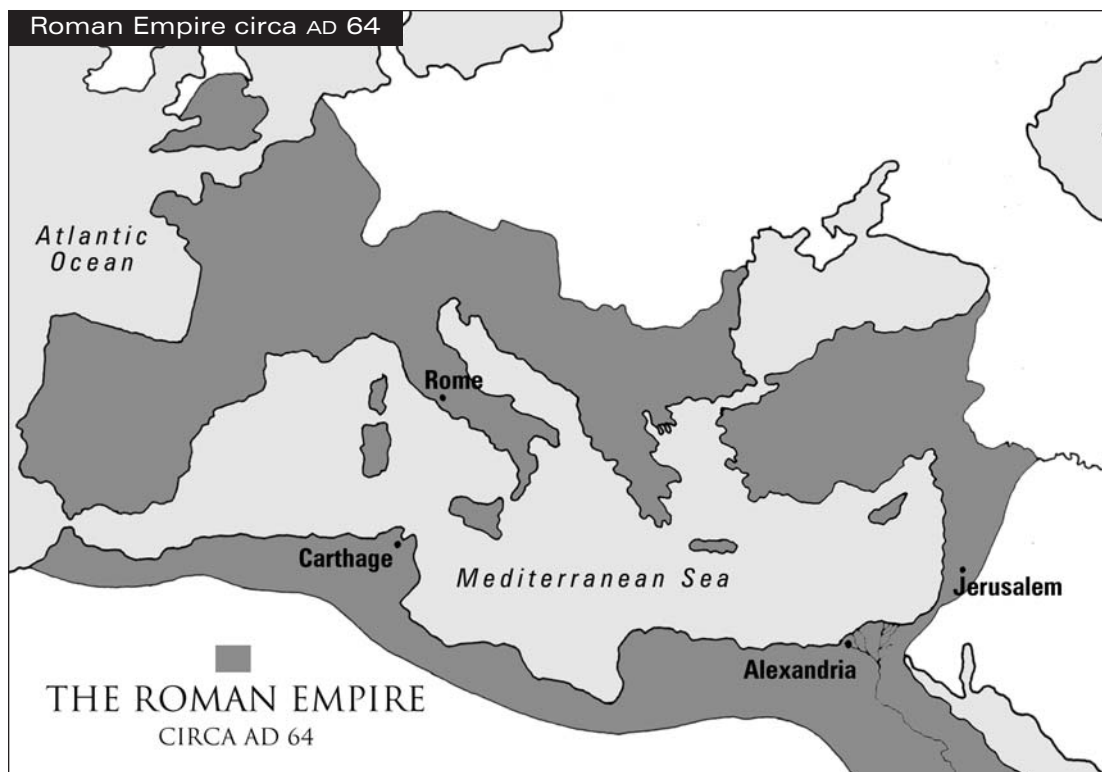 Roman Empire circa AD 64
Atlantic
Ocean
Rome
Carthage
Mediterranean Sea
Jerusalem
Alexandria
THE ROMAN EMPIRE
CIRCA AD 64